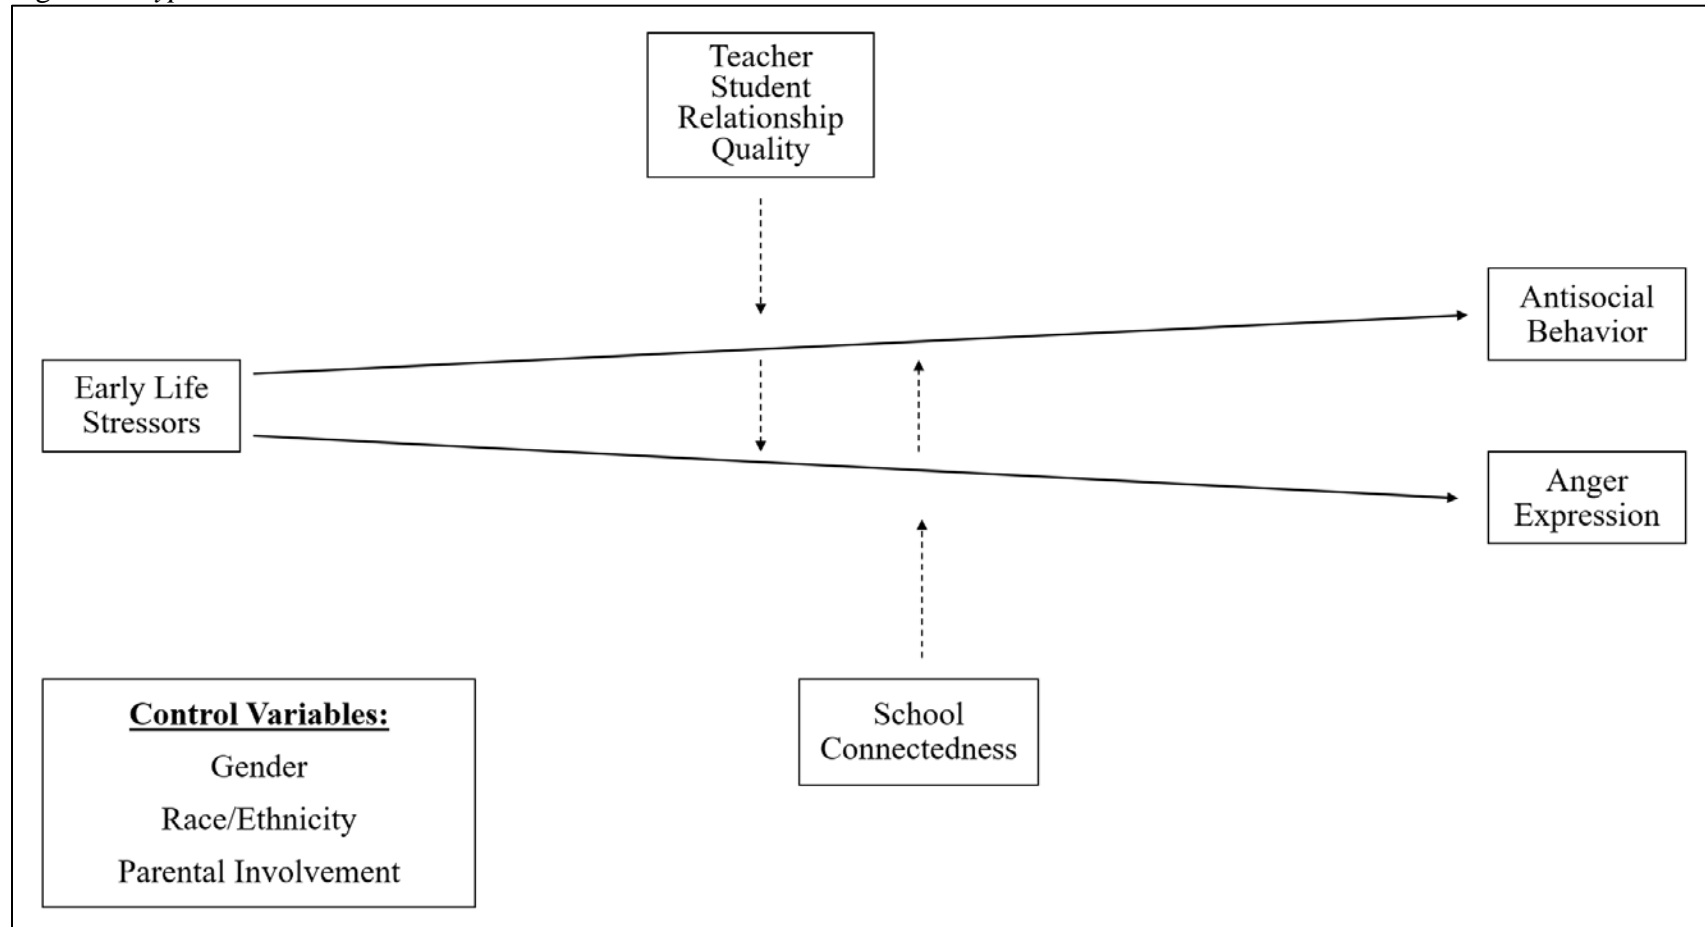 Teacher
Student
Relationship
Quality
Antisocial
Behavior
Early Life
Stressors
Anger
Expression
Control Variables:
Gender
Race/Ethnicity
Parental Involvement
School
Connectedness